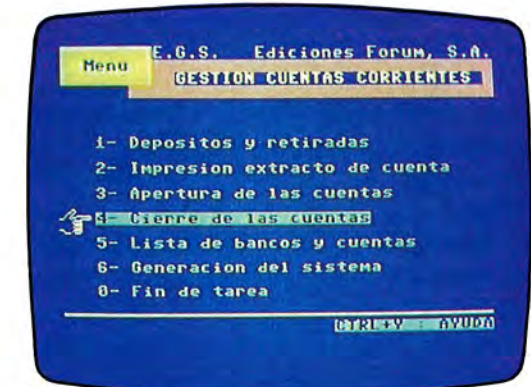 E.G.S. Ediciones Forum, S.A.
Menu
GESTION CUENTAS CORRIENTES
1- Depositos y retiradas
2- Impresion extracto de cuenta
3- Apertura de las cuentas
4- Cierre de las cuentas
5- Lista de bancos y cuentas
6- Generacion del sistema
0- Fin de tarea
CTRL+Y : AYUDA